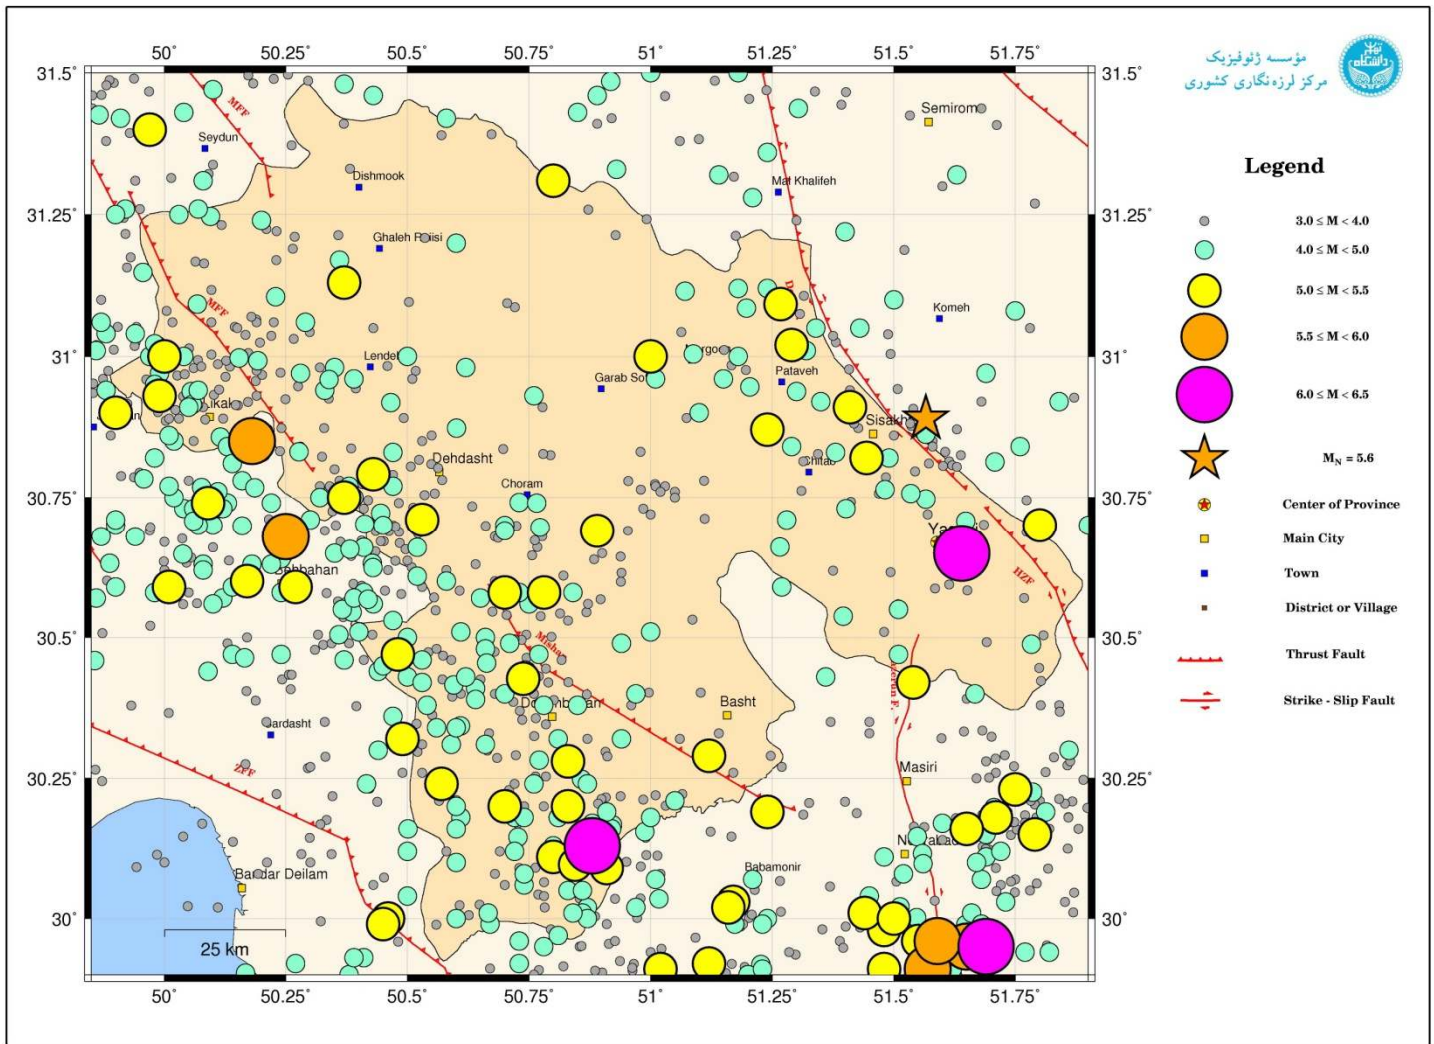 50° 50.25° 50.5° 50.75° 51° 51.25° 51.5° 51.75°
31.5° 31.5°
مؤسسه ژئوفیزیک
مرکز لرزه نگاری کشوری
MFF
Semirom
Seydun
Dishmook
Mal Khalifeh
Legend
31.25° 31.25°
3.0 ≤ M < 4.0
Ghaleh
4.0 ≤ M < 5.0
5.0 ≤ M < 5.5
MFF
Komeh
5.5 ≤ M < 6.0
31° 31°
Lendeh
Pataveh
Garab
6.0 ≤ M < 6.5
Dehdasht
M_N = 5.6
Choram
30.75° 30.75°
Center of Province
Main City
Behbahan
HZF
Town
District or Village
30.5° 30.5°
Thrust Fault
Basht
Strike - Slip Fault
Sardasht
ZFF
Masiri
30.25° 30.25°
Babamonir
Bandar Deilam
30° 30°
25 km
50° 50.25° 50.5° 50.75° 51° 51.25° 51.5° 51.75°